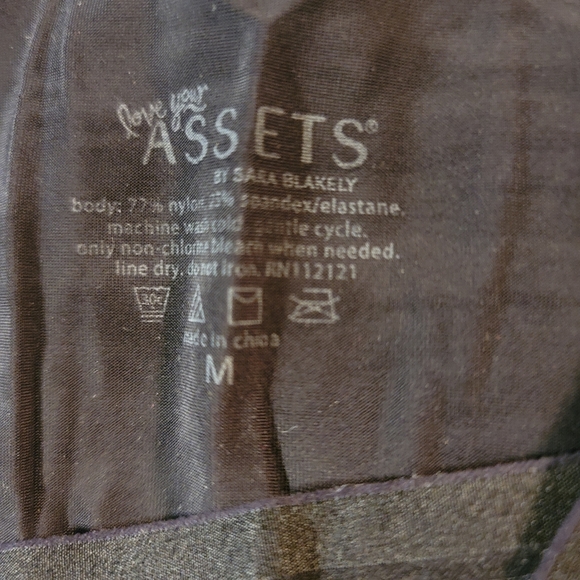 love your
ASSETS®
BY SARA BLAKELY
body: 77% nylon, 23% spandex/elastane.
machine wash cold, gentle cycle.
only non-chlorine bleach when needed.
line dry, do not iron. RN112121
30c
made in china
M